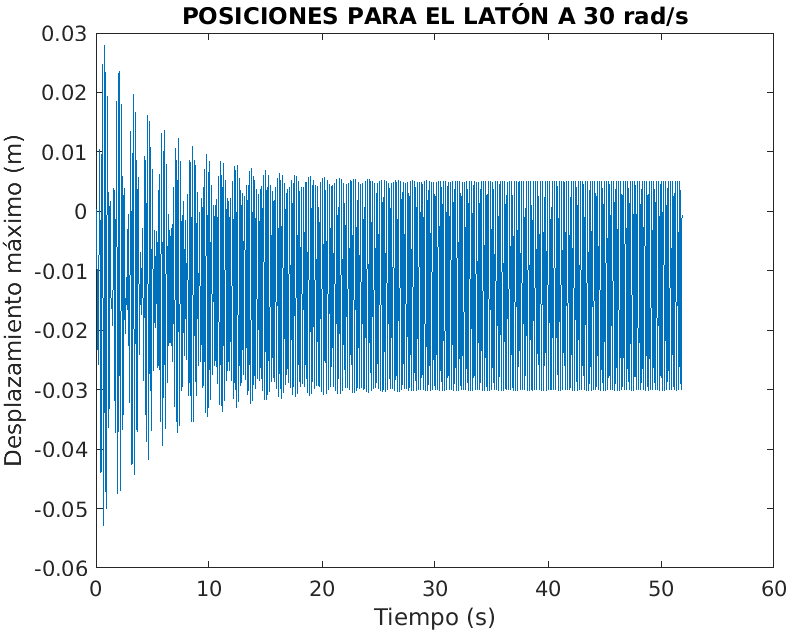 POSICIONES PARA EL LATÓN A 30 rad/s
0.03
0.02
0.01
0
-0.01
-0.02
-0.03
-0.04
-0.05
-0.06
Desplazamiento máximo (m)
0 10 20 30 40 50 60
Tiempo (s)